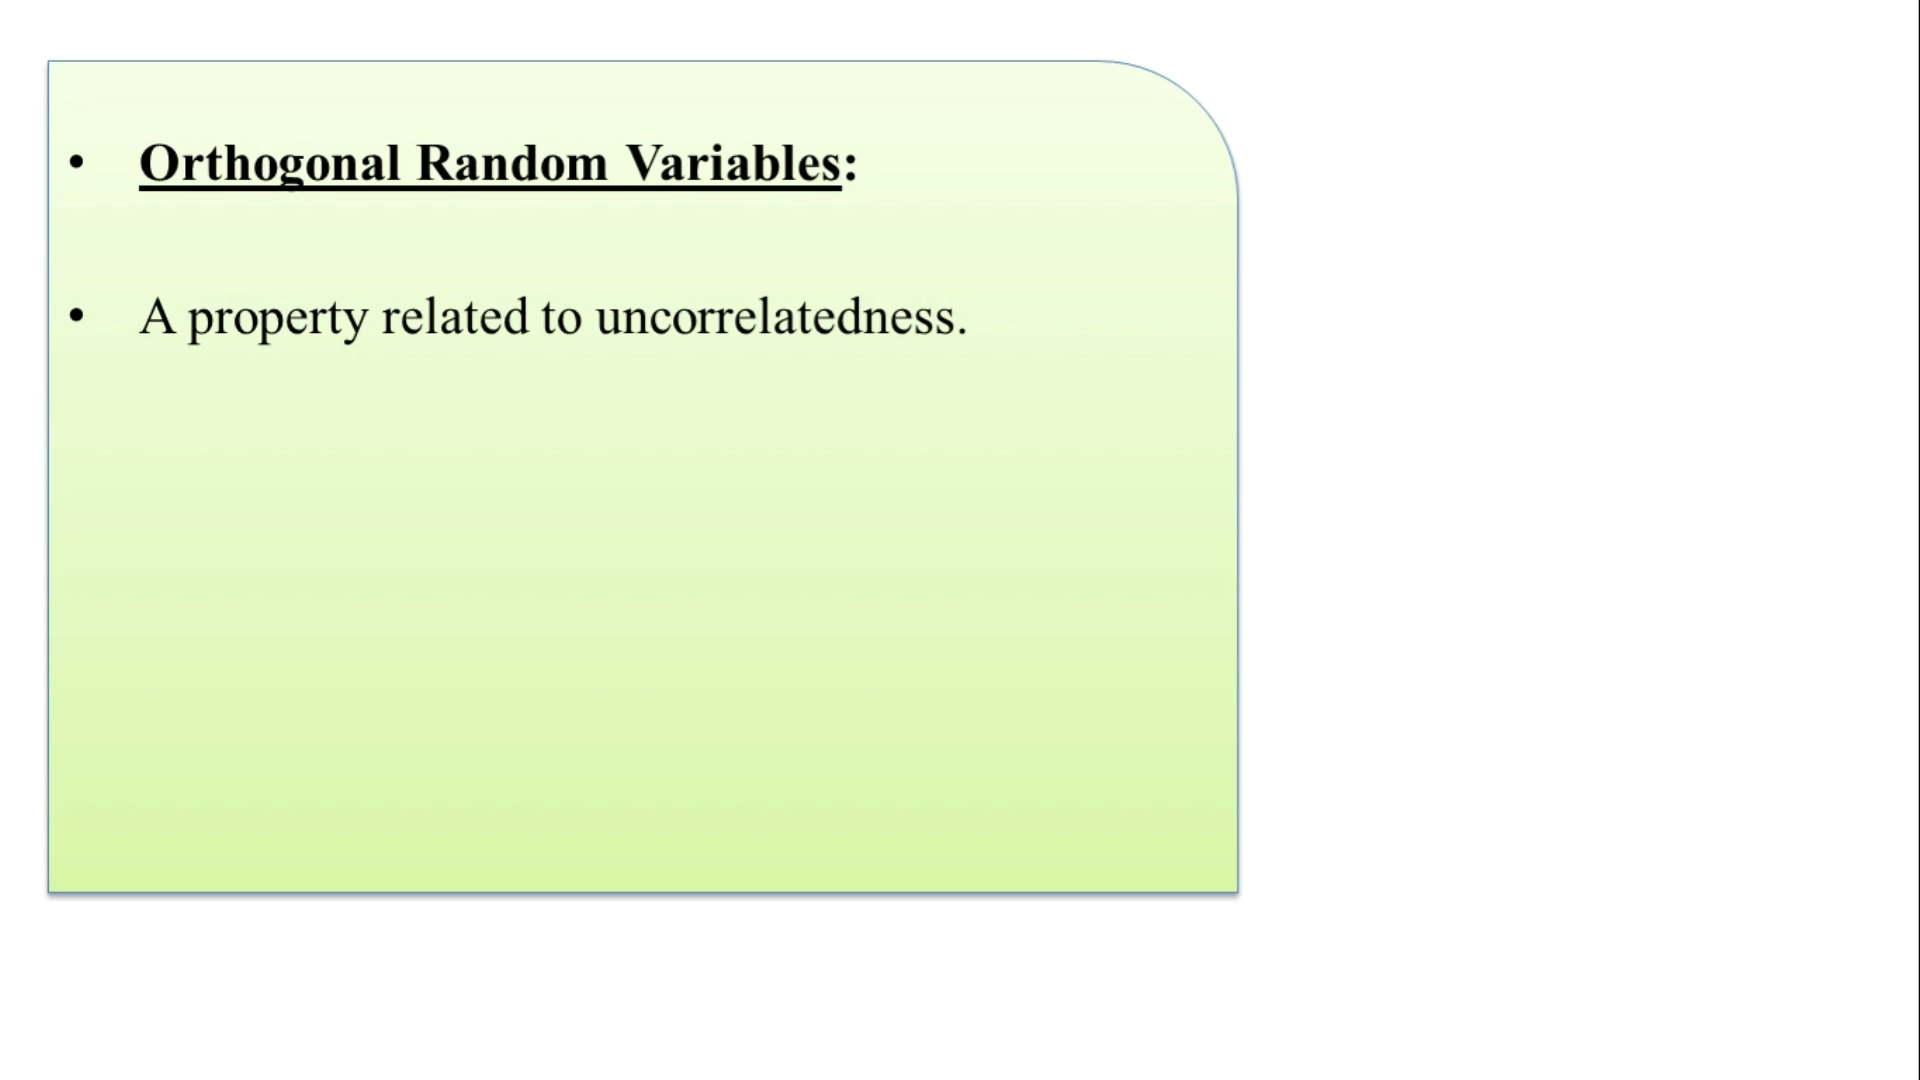 • Orthogonal Random Variables:
• A property related to uncorrelatedness.